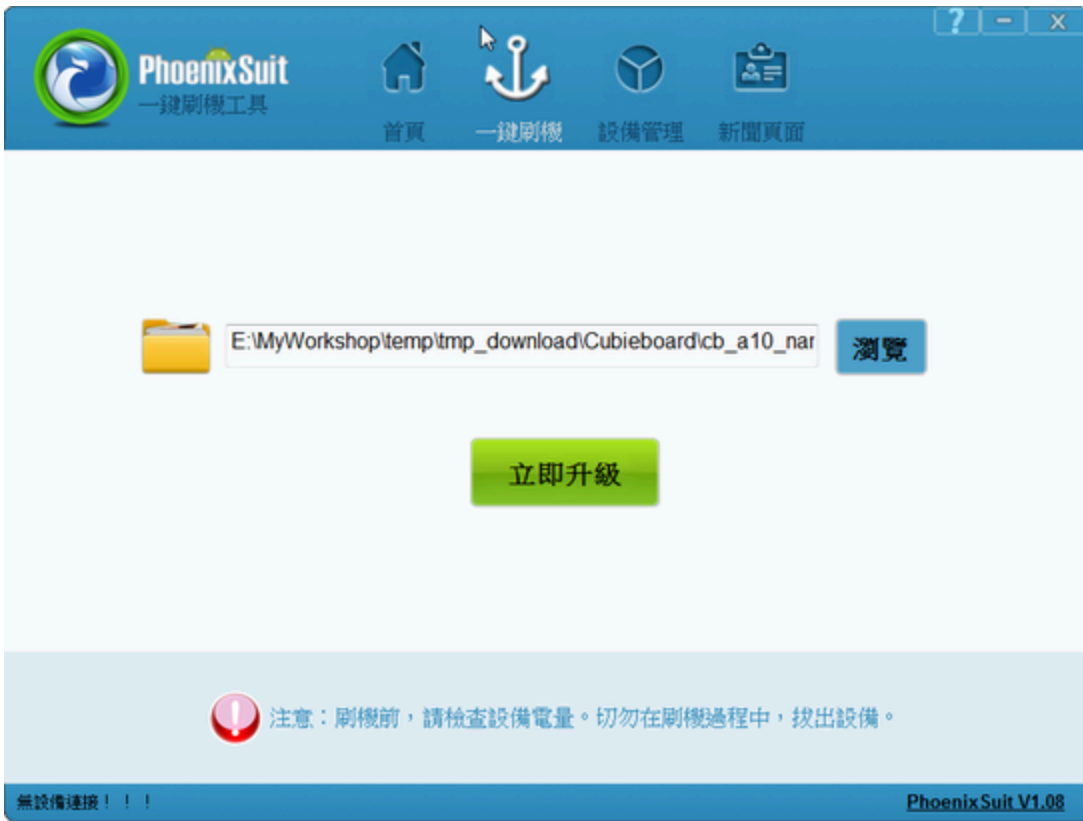 PhoenixSuit
一鍵刷機工具
首頁
一鍵刷機
設備管理
新聞頁面
E:\MyWorkshop\temp\tmp_download\Cubieboard\cb_a10_nar
瀏覽
立即升級
注意：刷機前，請檢查設備電量。切勿在刷機過程中，拔出設備。
無設備連接！！！
PhoenixSuit V1.08